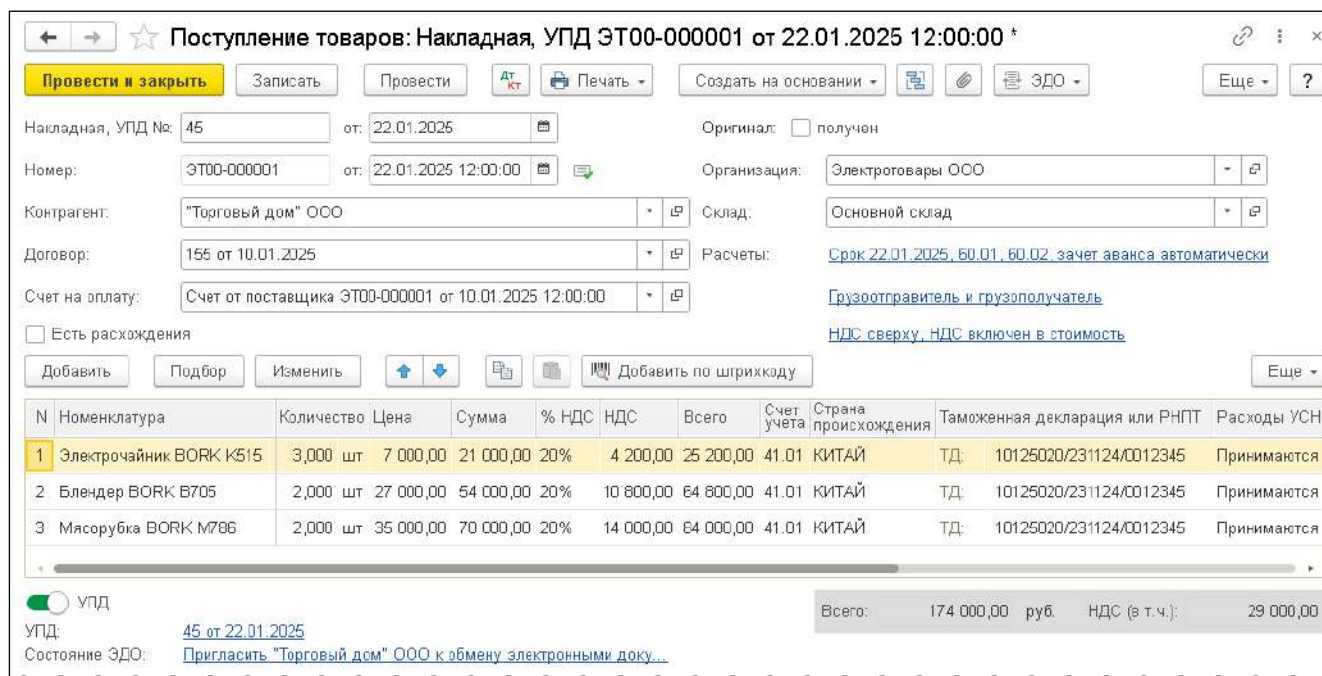 Поступление товаров: Накладная, УПД ЭТ00-000001 от 22.01.2025 12:00:00 *
Провести и закрыть Записать Провести Дт Кт Печать Создать на основании ЭДО Еще ?
Накладная, УПД №: 45 от: 22.01.2025 Оригинал: получен
Номер: ЭТ00-000001 от: 22.01.2025 12:00:00 Организация: Электротовары ООО
Контрагент: "Торговый дом" ООО Склад: Основной склад
Договор: 155 от 10.01.2025 Расчеты: Срок 22.01.2025, 60.01, 60.02, зачет аванса автоматически
Счет на оплату: Счет от поставщика ЭТ00-000001 от 10.01.2025 12:00:00 Грузоотправитель и грузополучатель
Есть расхождения НДС сверху, НДС включен в стоимость
Добавить Подбор Изменить Добавить по штрихкоду Еще
N Номенклатура Количество Цена Сумма % НДС НДС Всего Счет учета Страна происхождения Таможенная декларация или РНПТ Расходы УСН
1 Электрочайник BORK K515 3,000 шт 7 000,00 21 000,00 20% 4 200,00 25 200,00 41.01 КИТАЙ ТД: 10125020/231124/0012345 Принимаются
2 Блендер BORK B705 2,000 шт 27 000,00 54 000,00 20% 10 800,00 64 800,00 41.01 КИТАЙ ТД: 10125020/231124/0012345 Принимаются
3 Мясорубка BORK M786 2,000 шт 35 000,00 70 000,00 20% 14 000,00 84 000,00 41.01 КИТАЙ ТД: 10125020/231124/0012345 Принимаются
УПД
Всего: 174 000,00 руб. НДС (в т.ч.): 29 000,00
УПД: 45 от 22.01.2025
Состояние ЭДО: Пригласить "Торговый дом" ООО к обмену электронными доку...